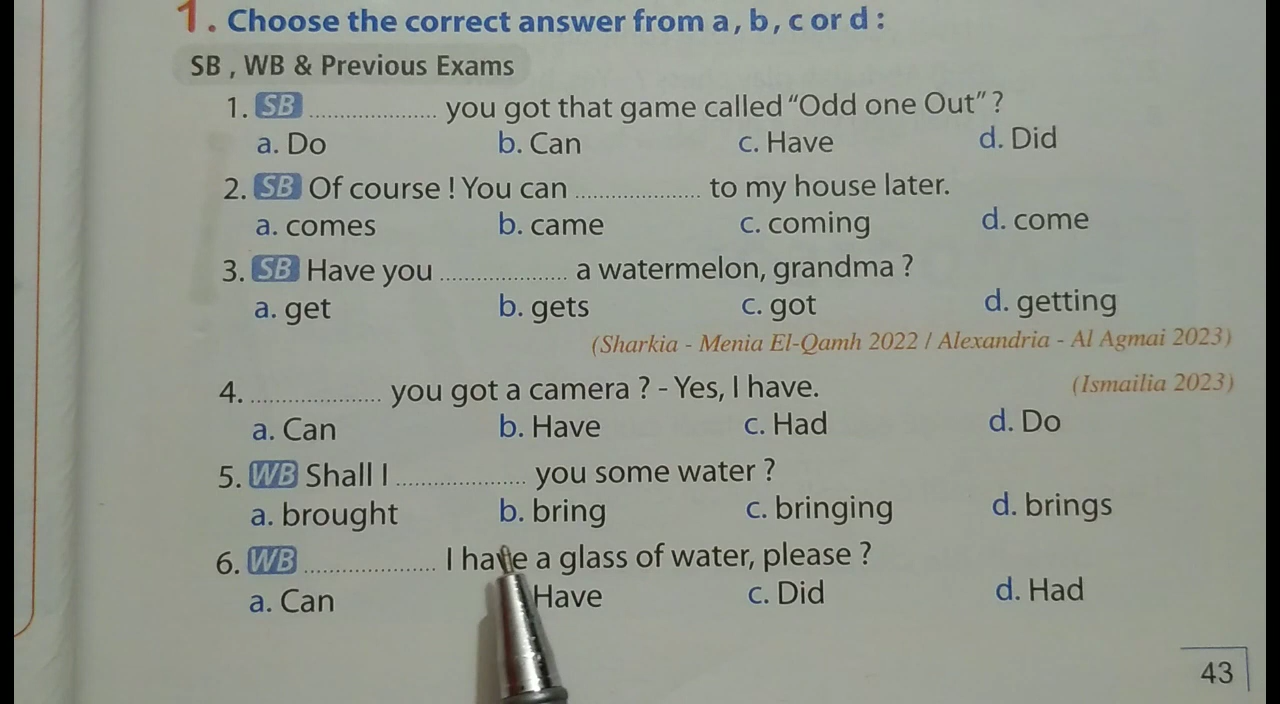 1. Choose the correct answer from a, b, c or d :
SB , WB & Previous Exams
1. SB .................... you got that game called “Odd one Out” ?
a. Do b. Can c. Have d. Did
2. SB Of course ! You can .................... to my house later.
a. comes b. came c. coming d. come
3. SB Have you .................... a watermelon, grandma ?
a. get b. gets c. got d. getting
(Sharkia - Menia El-Qamh 2022 / Alexandria - Al Agmai 2023)
4. .................... you got a camera ? - Yes, I have. (Ismailia 2023)
a. Can b. Have c. Had d. Do
5. WB Shall I .................... you some water ?
a. brought b. bring c. bringing d. brings
6. WB .................... I have a glass of water, please ?
a. Can Have c. Did d. Had
43